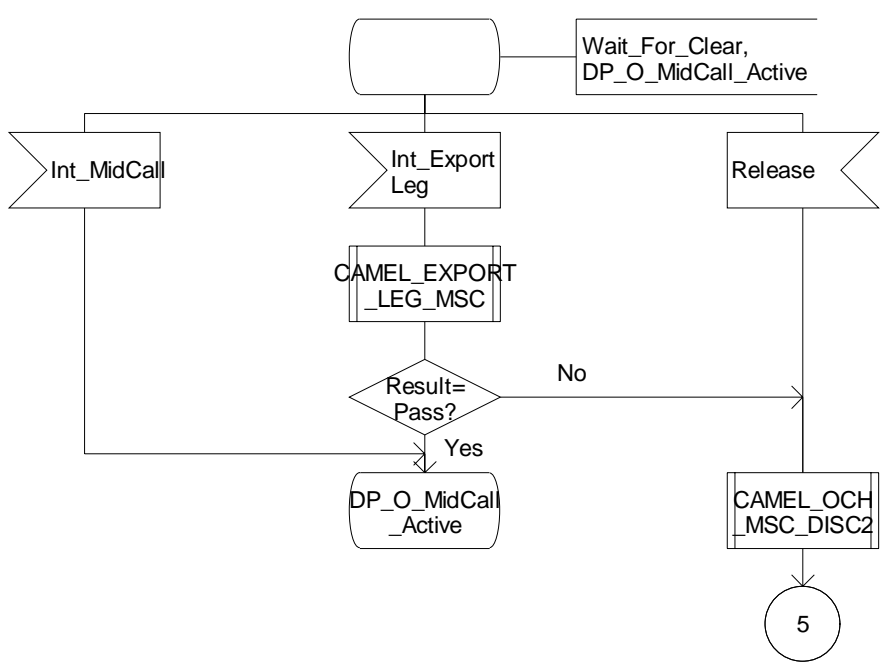 Wait_For_Clear,
DP_O_MidCall_Active
Int_MidCall
Int_Export
Leg
Release
CAMEL_EXPORT
_LEG_MSC
Result=
Pass?
No
Yes
DP_O_MidCall
_Active
CAMEL_OCH
_MSC_DISC2
5